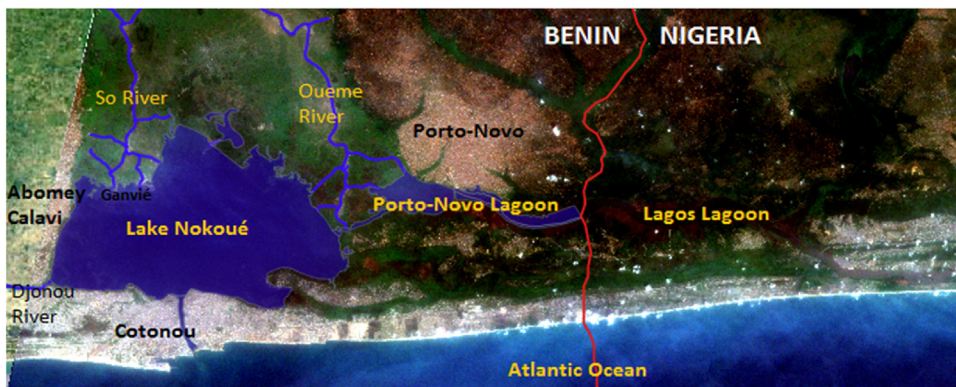 BENIN NIGERIA
So River
Oueme
River
Porto-Novo
Abomey
Calavi
Ganvié
Porto-Novo Lagoon
Lagos Lagoon
Lake Nokoué
Djonou
River
Cotonou
Atlantic Ocean